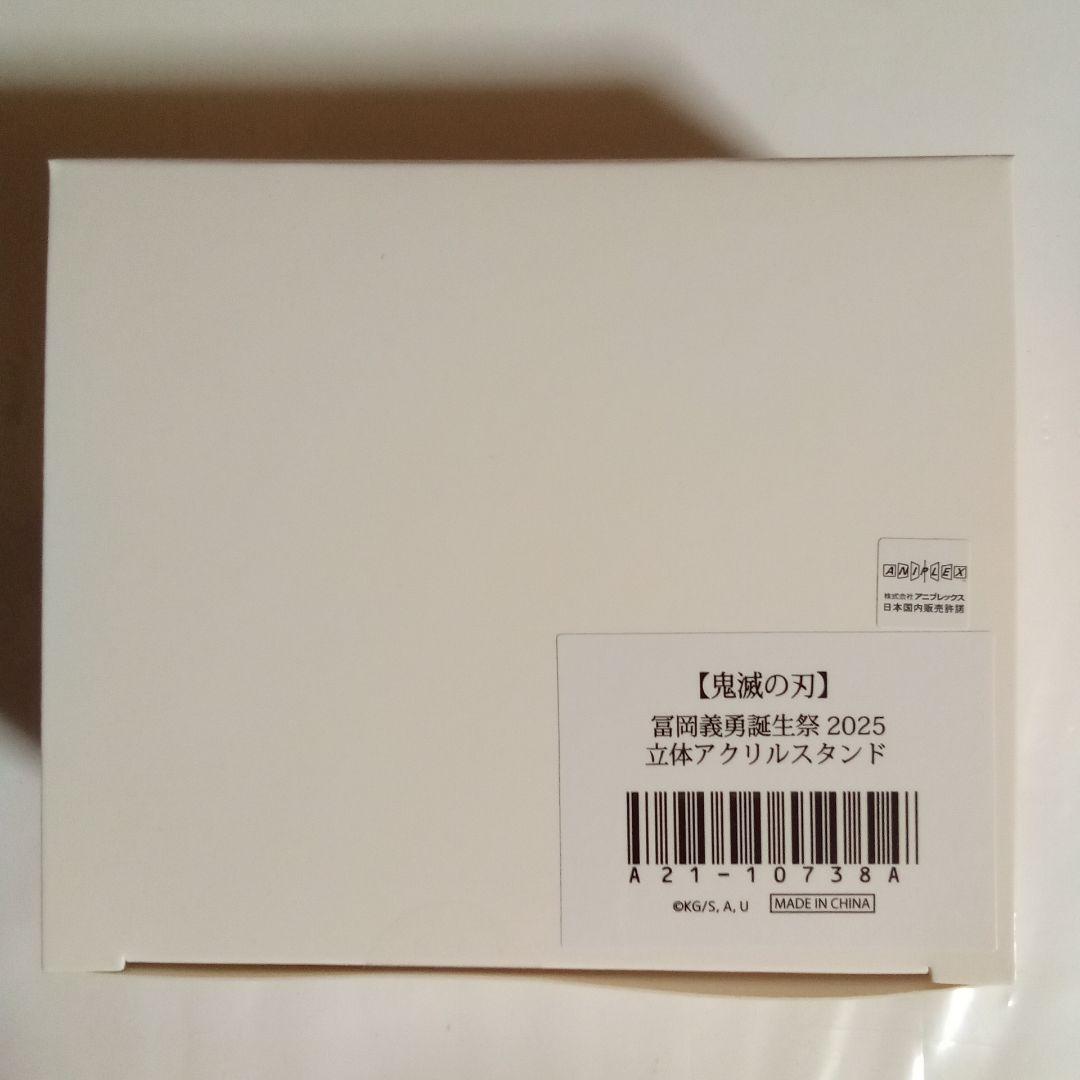 ANIPLEX
株式会社アニプレックス
日本国内販売許諾
【鬼滅の刃】
冨岡義勇誕生祭 2025
立体アクリルスタンド
A21-10738A
©KG/S, A, U MADE IN CHINA